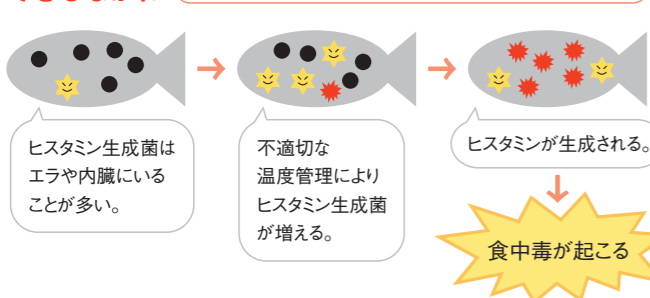 ヒスタミン生成菌は
エラや内臓にいる
ことが多い。
不適切な
温度管理により
ヒスタミン生成菌
が増える。
ヒスタミンが生成される。
食中毒が起こる